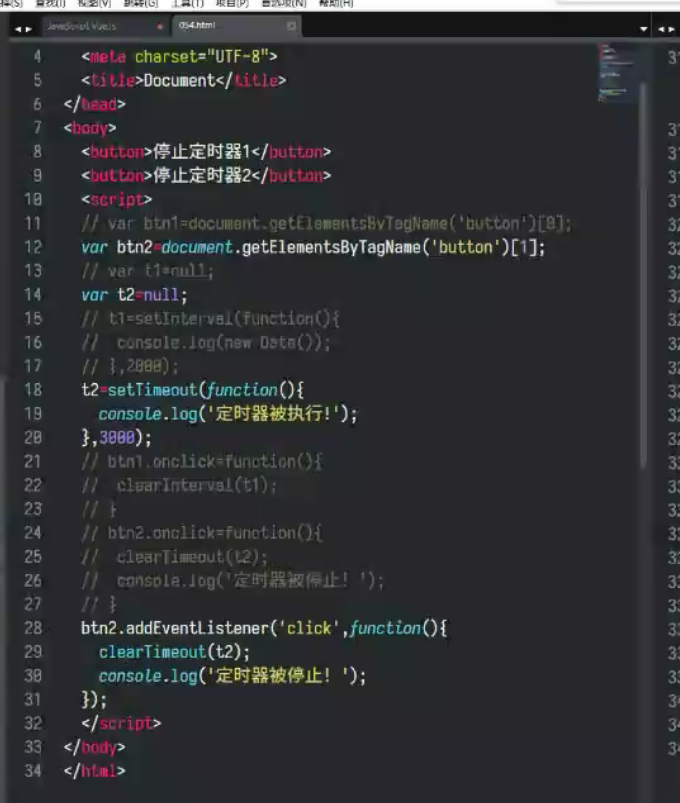 查找(I) 视图(V) 跳转(G) 工具(T) 项目(P) 首选项(N) 帮助(H)
JavaScript Vue.js 054.html
4 <meta charset="UTF-8">
5 <title>Document</title>
6 </head>
7 <body>
8 <button>停止定时器1</button>
9 <button>停止定时器2</button>
10 <script>
11 // var btn1=document.getElementsByTagName('button')[0];
12 var btn2=document.getElementsByTagName('button')[1];
13 // var t1=null;
14 var t2=null;
15 // t1=setInterval(function(){
16 // console.log(new Date());
17 // },2000);
18 t2=setTimeout(function(){
19 console.log('定时器被执行!');
20 },3000);
21 // btn1.onclick=function(){
22 // clearInterval(t1);
23 // }
24 // btn2.onclick=function(){
25 // clearTimeout(t2);
26 // console.log('定时器被停止! ');
27 // }
28 btn2.addEventListener('click',function(){
29 clearTimeout(t2);
30 console.log('定时器被停止! ');
31 });
32 </script>
33 </body>
34 </html>